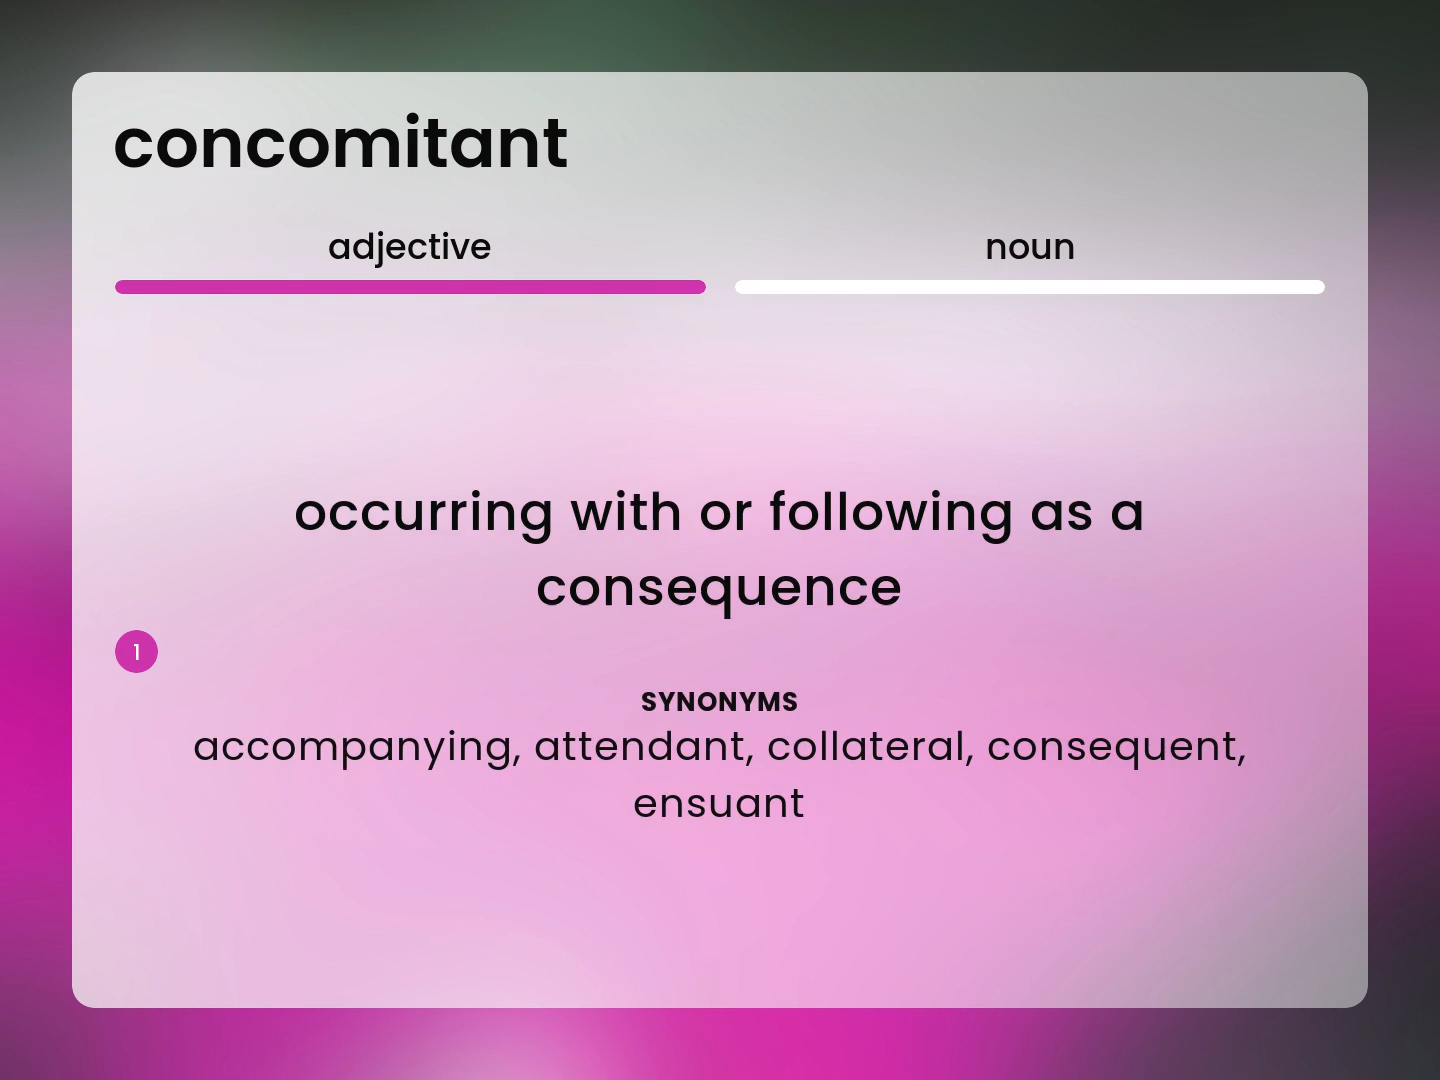 concomitant
adjective noun
occurring with or following as a
consequence
1
SYNONYMS
accompanying, attendant, collateral, consequent,
ensuant